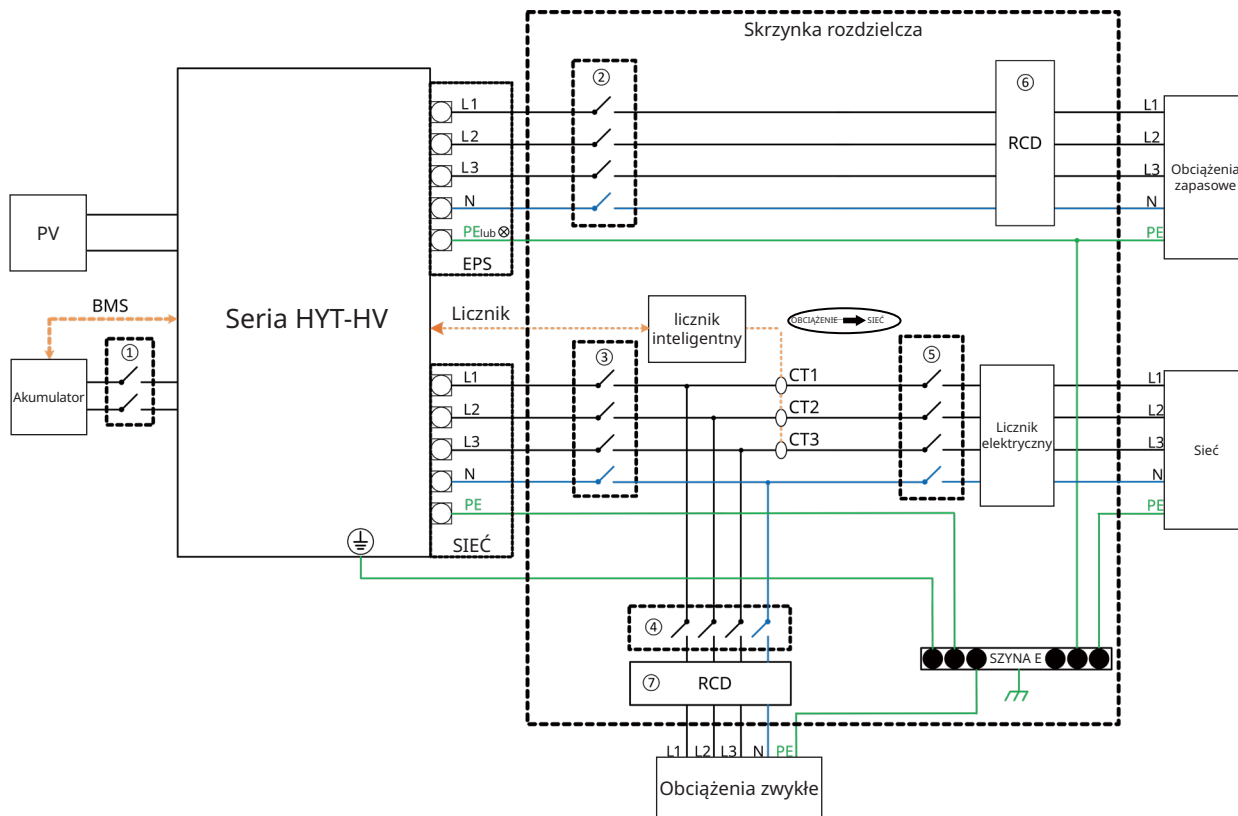 Skrzynka rozdzielcza
②
⑥
L1
L2
L3
N
PE lub ⊗
EPS
RCD
L1
L2
L3
N
PE
Obciążenia
zapasowe
PV
BMS
①
Akumulator
Seria HYT-HV
Licznik
licznik
inteligentny
OBCIĄŻENIE
SIEĆ
③
⑤
L1
L2
L3
N
PE
SIEĆ
CT1
CT2
CT3
Licznik
elektryczny
L1
L2
L3
N
PE
Sieć
④
⑦
RCD
SZYNA E
L1
L2
L3
N
PE
Obciążenia zwykłe